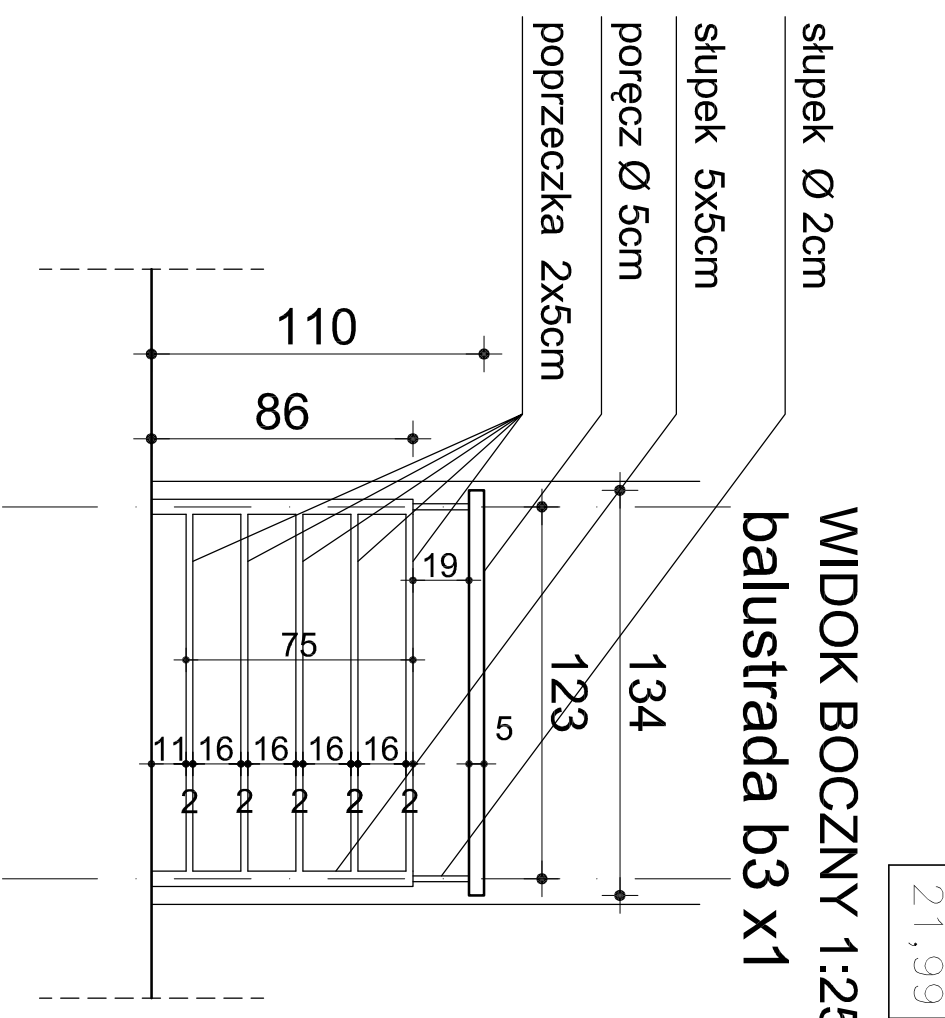 WIDOK BOCZNY 1:25
balustrada b3 x1
słupek Ø 2cm
słupek 5x5cm
poręcz Ø 5cm
poprzeczka 2x5cm
21,99
134
123
5
19
75
110
86
11 16 16 16 16
2 2 2 2 2